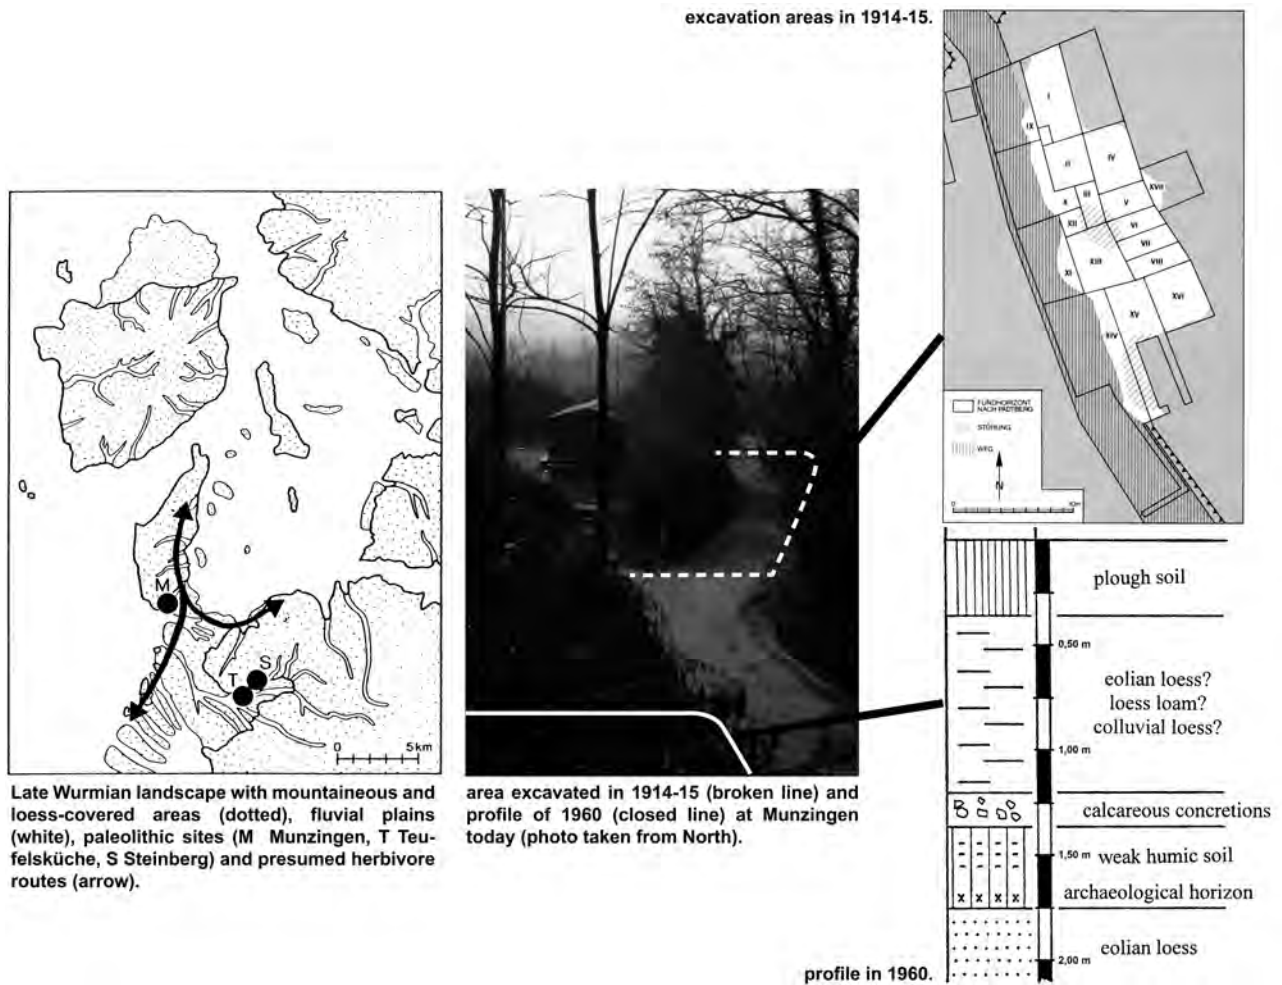 excavation areas in 1914-15.
I
IX
II
IV
III
XVII
X
V
XII
VI
VII
XIII
VIII
XI
XVI
XV
XIV
FUNDHORIZONT
NACH PADTBERG
STÖRUNG
WEG
N
0
10m
M
S
T
0
5km
Late Wurmian landscape with mountaineous and
loess-covered areas (dotted), fluvial plains
(white), paleolithic sites (M Munzingen, T Teu-
felsküche, S Steinberg) and presumed herbivore
routes (arrow).
area excavated in 1914-15 (broken line) and
profile of 1960 (closed line) at Munzingen
today (photo taken from North).
plough soil
0,50 m
eolian loess?
loess loam?
colluvial loess?
1,00 m
calcareous concretions
1,50 m
weak humic soil
archaeological horizon
eolian loess
2,00 m
profile in 1960.